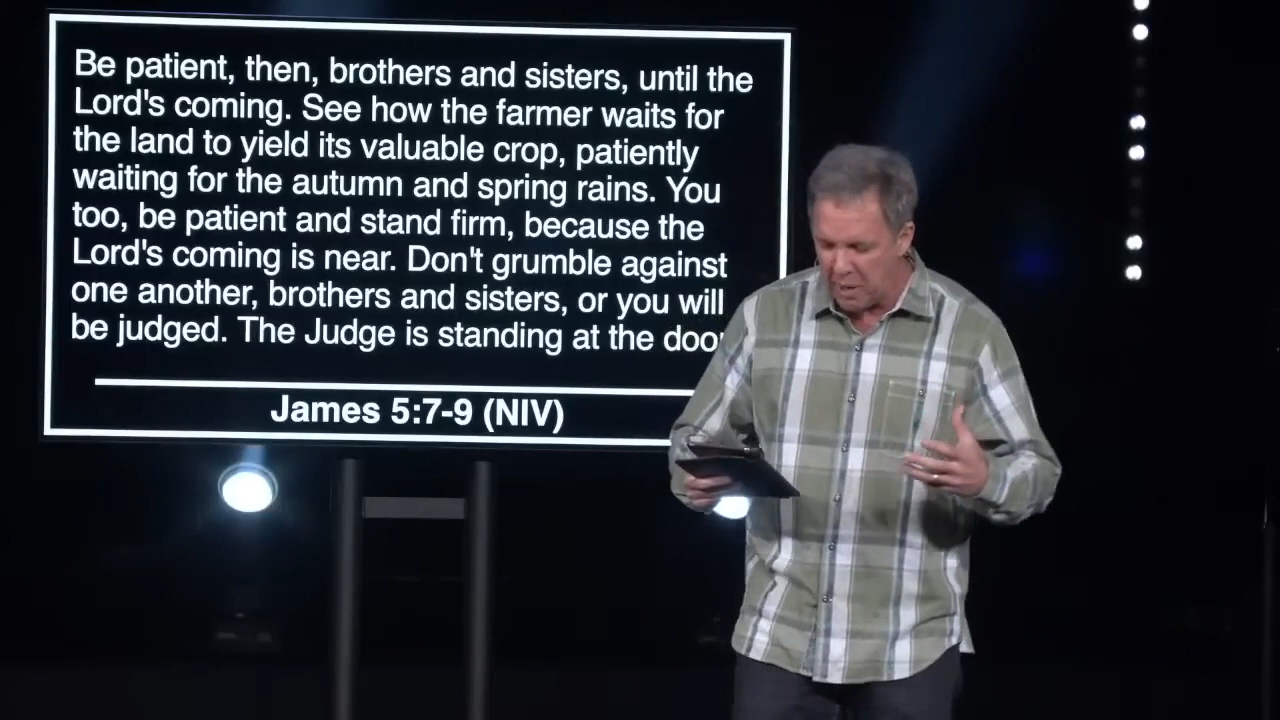 Be patient, then, brothers and sisters, until the
Lord's coming. See how the farmer waits for
the land to yield its valuable crop, patiently
waiting for the autumn and spring rains. You
too, be patient and stand firm, because the
Lord's coming is near. Don't grumble against
one another, brothers and sisters, or you will
be judged. The Judge is standing at the door
James 5:7-9 (NIV)